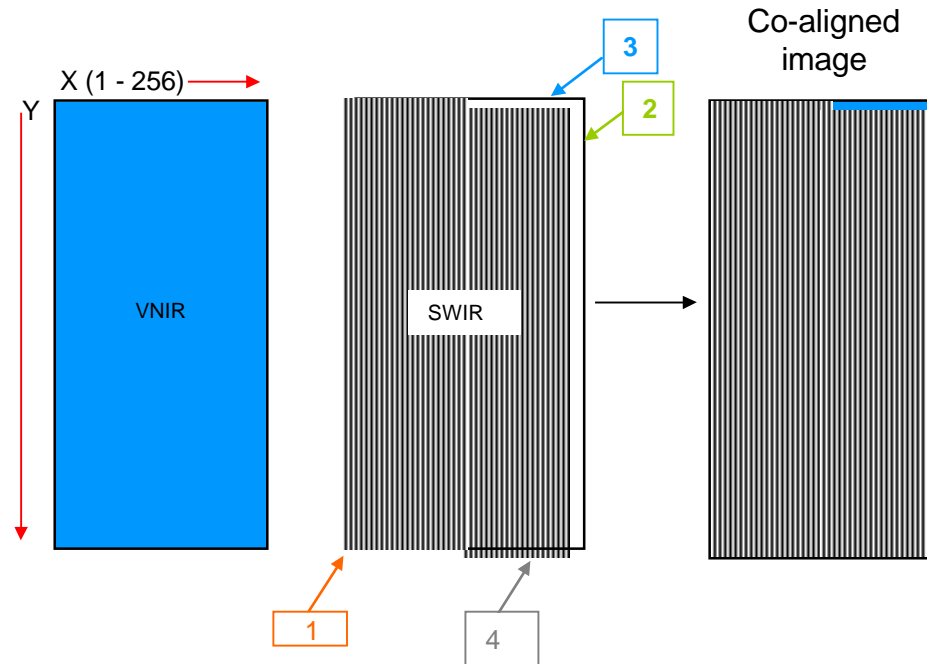 Co-aligned
image
3
X (1 - 256)
Y
2
VNIR
SWIR
1
4